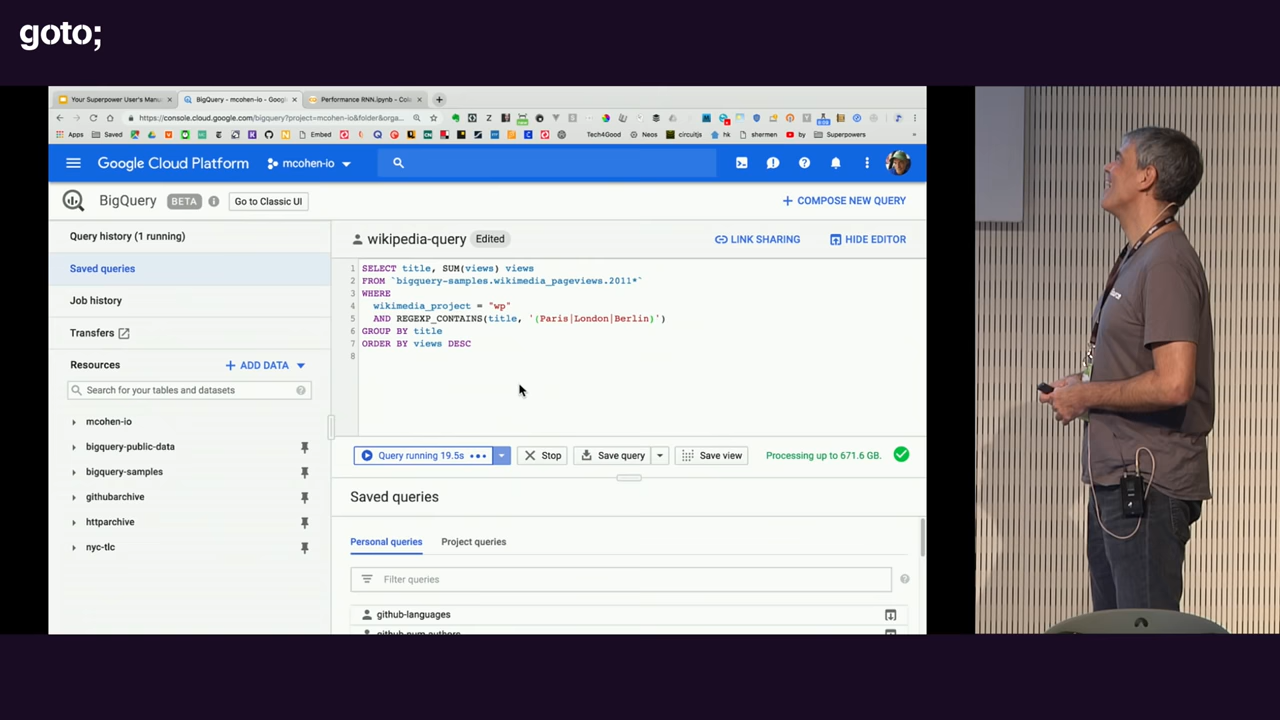 goto;
Your Superpower User's Manu
BigQuery - mcohen-io - Goog
Performance RNN.ipynb - Col
https://console.cloud.google.com/bigquery?project=mcohen-io&folder&orga
Apps
Saved
Embed
Tech4Good
Neos
circuitjs
hk
shermen
by
Superpowers
Google Cloud Platform
mcohen-io
BigQuery
BETA
Go to Classic UI
+ COMPOSE NEW QUERY
Query history (1 running)
Saved queries
Job history
Transfers
Resources
+ ADD DATA
Search for your tables and datasets
mcohen-io
bigquery-public-data
bigquery-samples
githubarchive
httparchive
nyc-tlc
wikipedia-query
Edited
LINK SHARING
HIDE EDITOR
1 SELECT title, SUM(views) views
2 FROM `bigquery-samples.wikimedia_pageviews.2011*`
3 WHERE
4 wikimedia_project = "wp"
5 AND REGEXP_CONTAINS(title, '(Paris|London|Berlin)')
6 GROUP BY title
7 ORDER BY views DESC
8
Query running 19.5s
Stop
Save query
Save view
Processing up to 671.6 GB.
Saved queries
Personal queries
Project queries
Filter queries
github-languages
github-num-authors